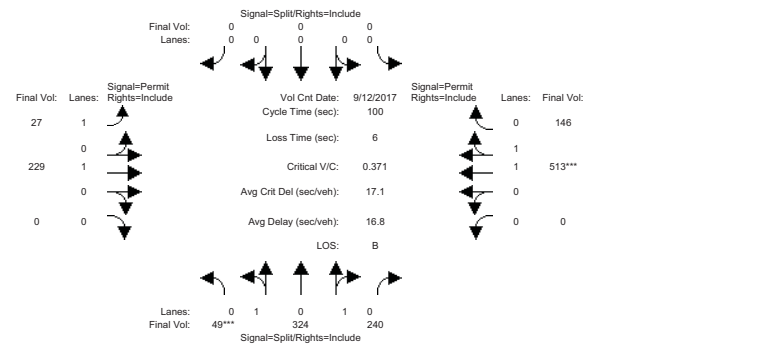 Signal=Split/Rights=Include
Final Vol: 0 0 0
Lanes: 0 0 0 0 0
Signal=Permit
Final Vol: Lanes: Rights=Include
Vol Cnt Date: 9/12/2017
Signal=Permit
Rights=Include Lanes: Final Vol:
Cycle Time (sec): 100
27 1
0 146
Loss Time (sec): 6
0
1
229 1
Critical V/C: 0.371
1 513***
0
Avg Crit Del (sec/veh): 17.1
0
0 0
Avg Delay (sec/veh): 16.8
0 0
LOS: B
Lanes: 0 1 0 1 0
Final Vol: 49*** 324 240
Signal=Split/Rights=Include